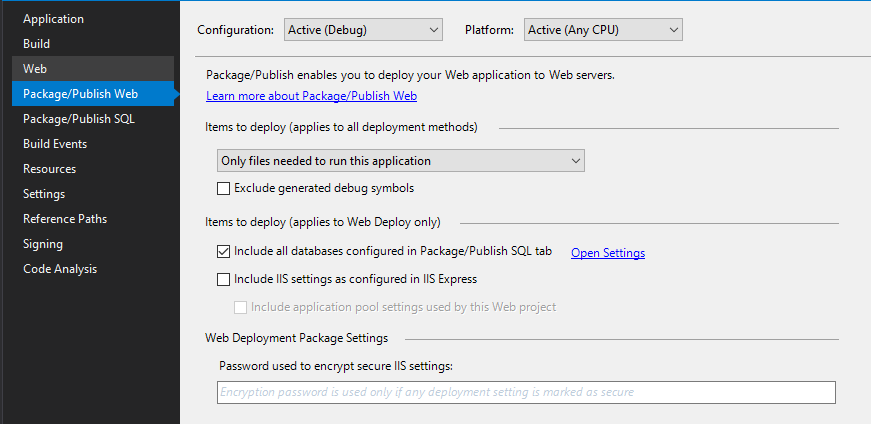 Application
Build
Web
Package/Publish Web
Package/Publish SQL
Build Events
Resources
Settings
Reference Paths
Signing
Code Analysis
Configuration: Active (Debug) Platform: Active (Any CPU)
Package/Publish enables you to deploy your Web application to Web servers.
Learn more about Package/Publish Web
Items to deploy (applies to all deployment methods)
Only files needed to run this application
Exclude generated debug symbols
Items to deploy (applies to Web Deploy only)
Include all databases configured in Package/Publish SQL tab Open Settings
Include IIS settings as configured in IIS Express
Include application pool settings used by this Web project
Web Deployment Package Settings
Password used to encrypt secure IIS settings:
Encryption password is used only if any deployment setting is marked as secure